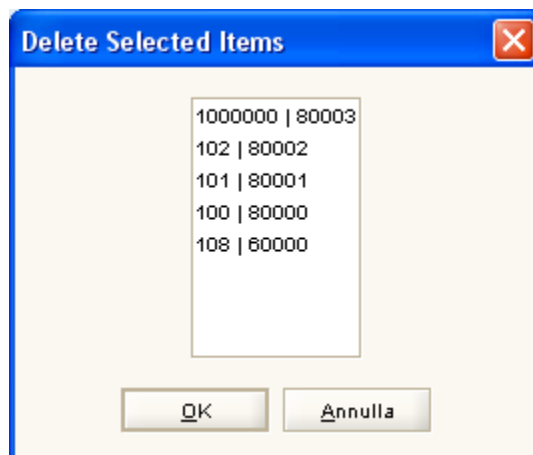 Delete Selected Items
1000000 | 80003
102 | 80002
101 | 80001
100 | 80000
108 | 60000
OK
Annulla